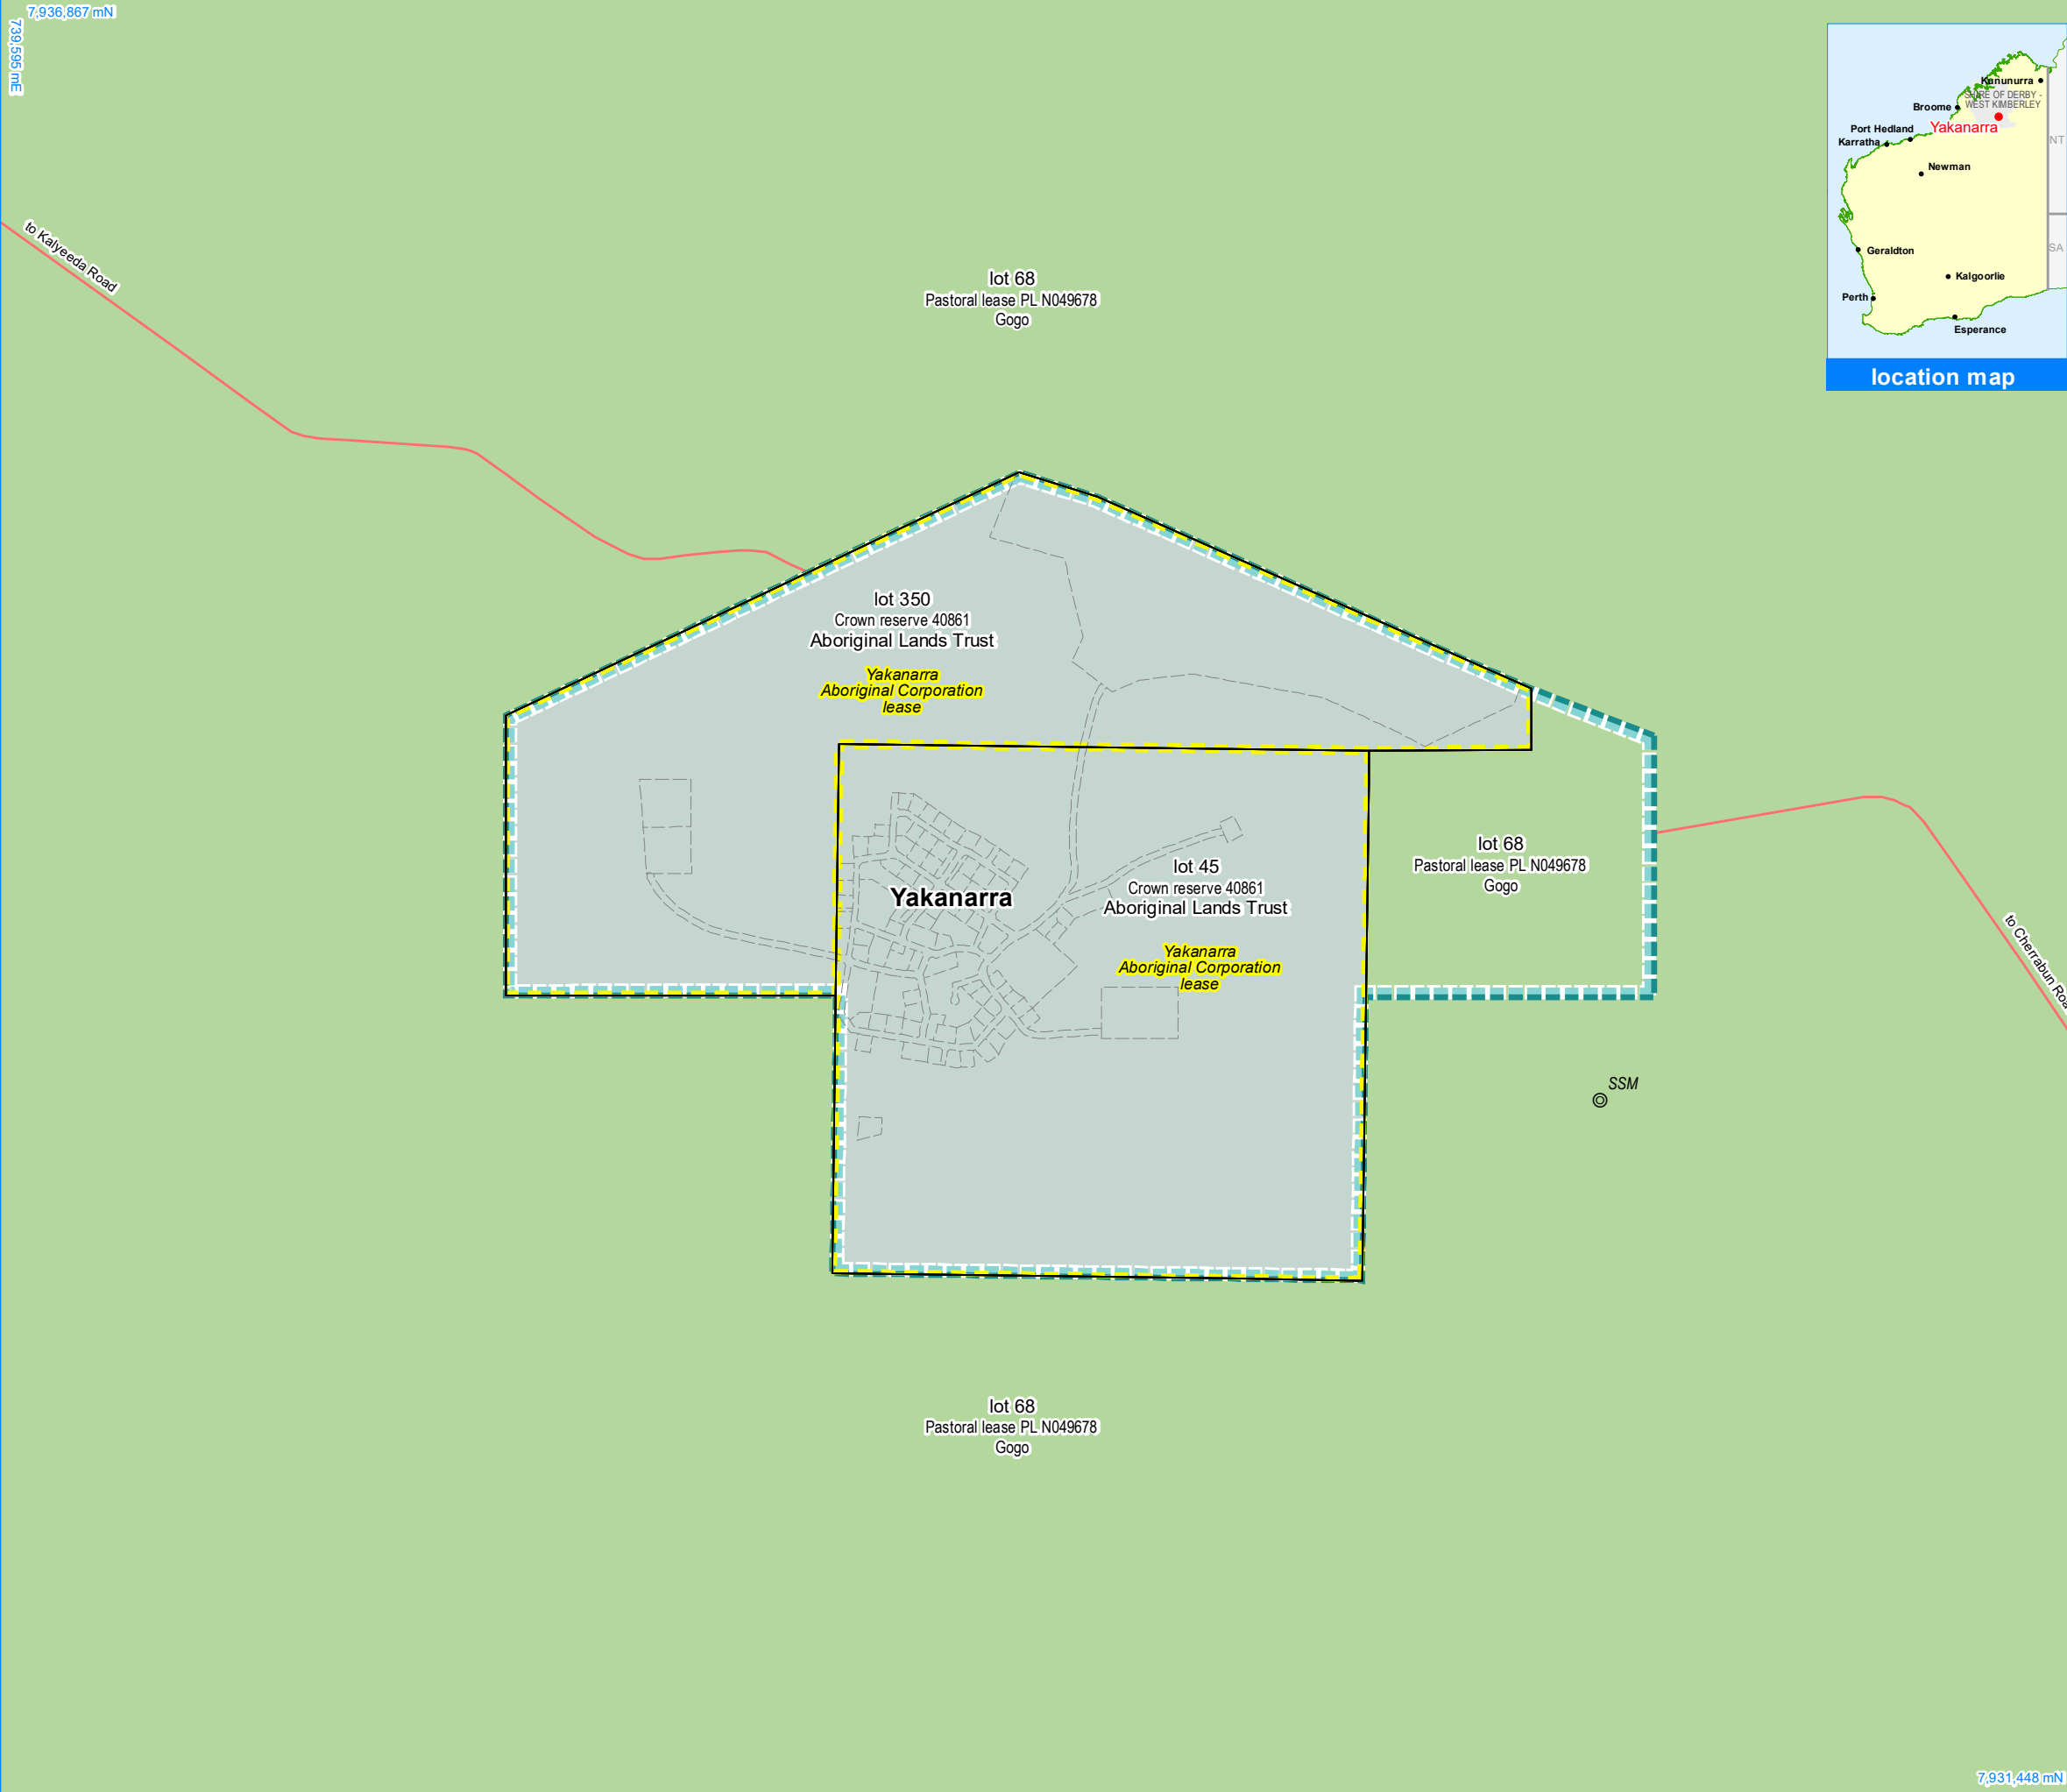 7,936,867 mN
739,595 mE
to Kalyeeda Road
lot 68
Pastoral lease PL N049678
Gogo
Kununurra
SHIRE OF DERBY -
WEST KIMBERLEY
Broome
Yakanarra
Port Hedland
Karratha
NT
Newman
Geraldton
SA
Kalgoorlie
Perth
Esperance
location map
lot 350
Crown reserve 40861
Aboriginal Lands Trust
Yakanarra
Aboriginal Corporation
lease
lot 68
Pastoral lease PL N049678
Gogo
lot 45
Crown reserve 40861
Aboriginal Lands Trust
Yakanarra
Yakanarra
Aboriginal Corporation
lease
to Cherrabun
SSM
lot 68
Pastoral lease PL N049678
Gogo
7,931,448 mN